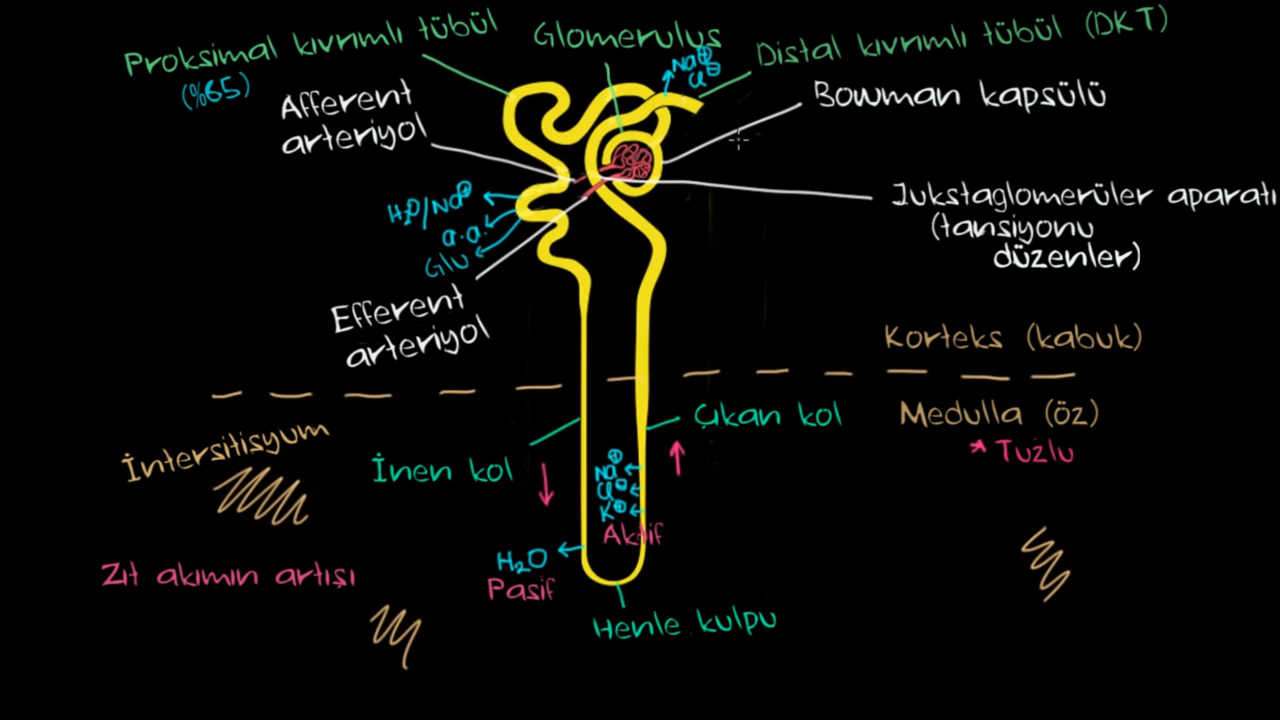 Proksimal kıvrımlı tübül
(%65)
Glomerulus
Na⊕
Cl⊖
Distal kıvrımlı tübül (DKT)
Afferent
arteriyol
Bowman kapsülü
H₂O/Na⊕
a.a.
Glu
Jukstaglomerüler aparatı
(tansiyonu
düzenler)
Efferent
arteriyol
Korteks (kabuk)
Medulla (öz)
* Tuzlu
Çıkan kol
İntersitisyum
İnen kol
Na⊕
Cl⊖
K⊕
Aktif
H₂O
Pasif
Zıt akımın artışı
Henle kulpu